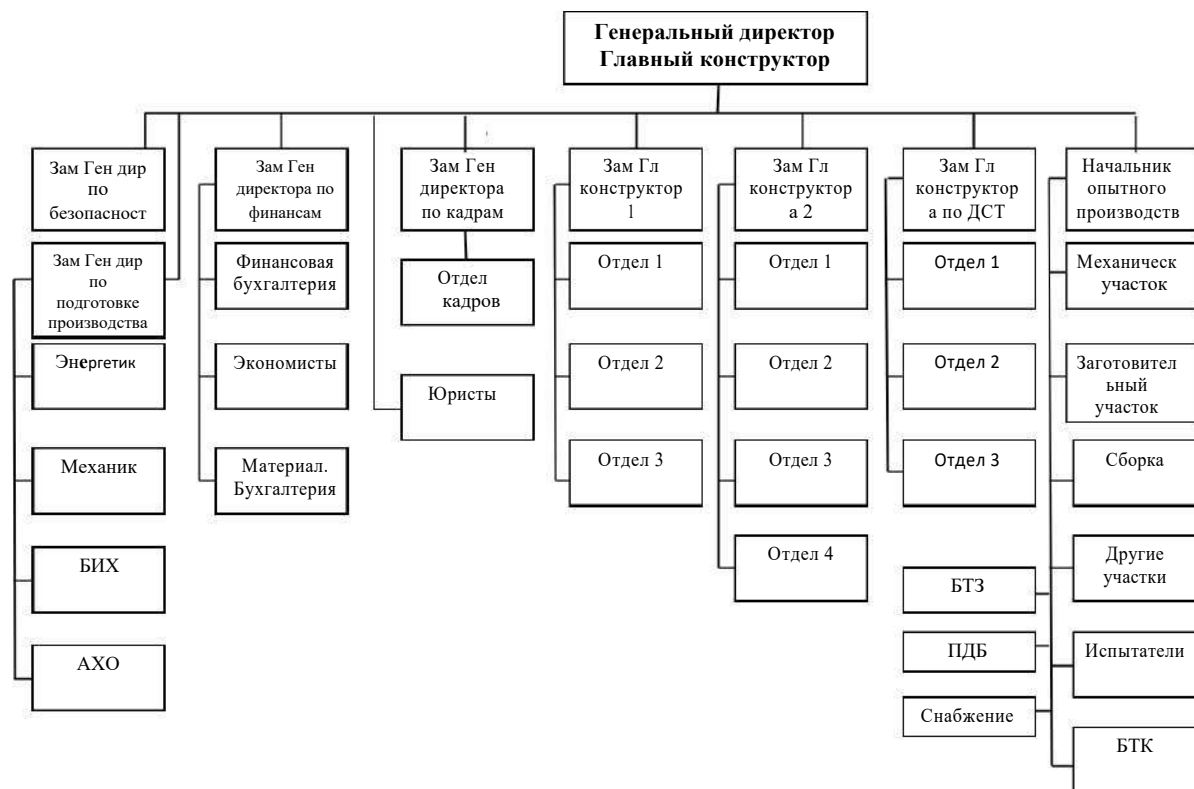 Генеральный директор
Главный конструктор
Зам Ген дир
по
безопасност
Зам Ген
директора по
финансам
Зам Ген
директора
по кадрам
Зам Гл
конструктор
1
Зам Гл
конструктор
а 2
Зам Гл
конструктор
а по ДСТ
Начальник
опытного
производств
Зам Ген дир
по
подготовке
производства
Финансовая
бухгалтерия
Отдел
кадров
Отдел 1
Отдел 1
Отдел 1
Механическ
участок
Энергетик
Экономисты
Юристы
Отдел 2
Отдел 2
Отдел 2
Заготовител
ьный
участок
Механик
Материал.
Бухгалтерия
Отдел 3
Отдел 3
Отдел 3
Сборка
БИХ
Отдел 4
БТЗ
Другие
участки
АХО
ПДБ
Испытатели
Снабжение
БТК